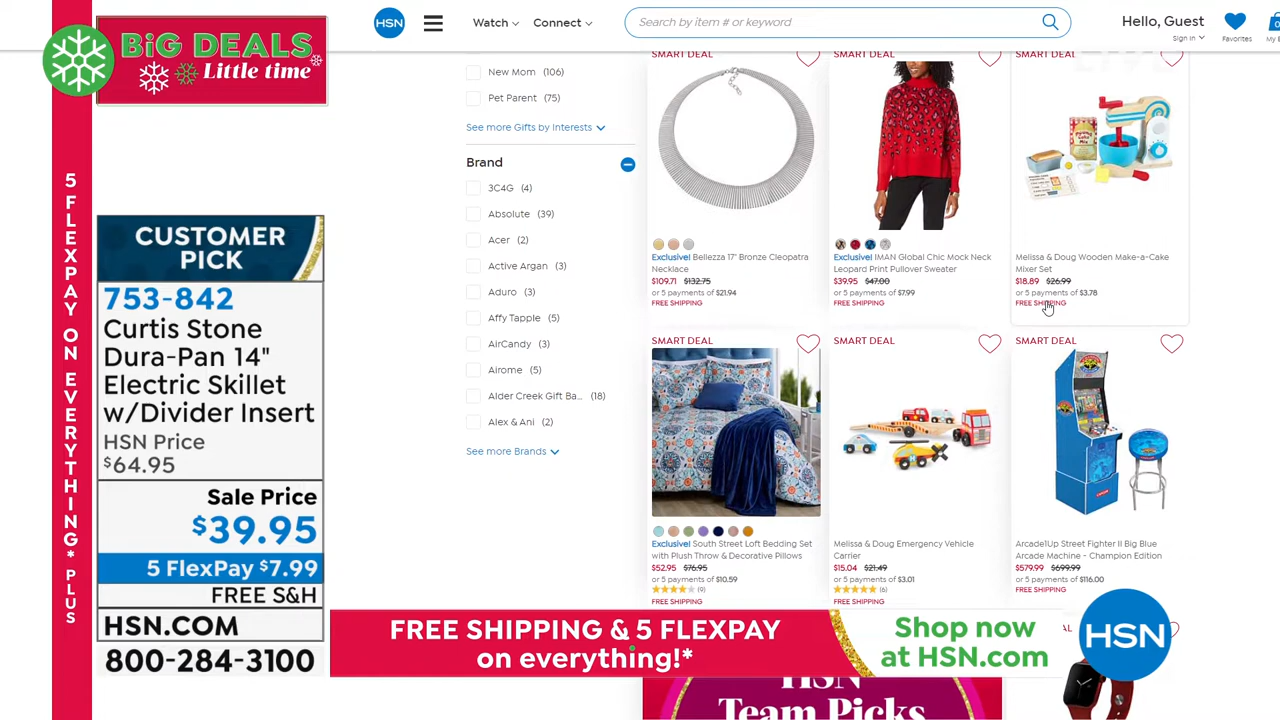 BiG DEALS
Little time
5 FLEXPAY ON EVERYTHING* PLUS
CUSTOMER
PICK
753-842
Curtis Stone
Dura-Pan 14"
Electric Skillet
w/Divider Insert
HSN Price
$64.95
Sale Price
$39.95
5 FlexPay $7.99
FREE S&H
HSN.COM
800-284-3100
HSN
Watch
Connect
Search by item # or keyword
Hello, Guest
Sign In
Favorites
0
LIVE
New Mom (106)
Pet Parent (75)
See more Gifts by Interests
Brand
3C4G (4)
Absolute (39)
Acer (2)
Active Argan (3)
Aduro (3)
Affy Tapple (5)
AirCandy (3)
Airome (5)
Alder Creek Gift Ba... (18)
Alex & Ani (2)
See more Brands
SMART DEAL
Exclusive! Bellezza 17" Bronze Cleopatra
Necklace
$109.71 $132.75
or 5 payments of $21.94
FREE SHIPPING
SMART DEAL
Exclusive! IMAN Global Chic Mock Neck
Leopard Print Pullover Sweater
$39.95 $47.00
or 5 payments of $7.99
FREE SHIPPING
SMART DEAL
Melissa & Doug Wooden Make-a-Cake
Mixer Set
$18.89 $26.99
or 5 payments of $3.78
FREE SHIPPING
SMART DEAL
Exclusive! South Street Loft Bedding Set
with Plush Throw & Decorative Pillows
$52.95 $76.95
or 5 payments of $10.59
(9)
FREE SHIPPING
SMART DEAL
Melissa & Doug Emergency Vehicle
Carrier
$15.04 $21.49
or 5 payments of $3.01
(6)
FREE SHIPPING
SMART DEAL
Arcade1Up Street Fighter II Big Blue
Arcade Machine - Champion Edition
$579.99 $699.99
or 5 payments of $116.00
FREE SHIPPING
FREE SHIPPING & 5 FLEXPAY
on everything!*
Shop now
at HSN.com
HSN
HSN
Team Picks